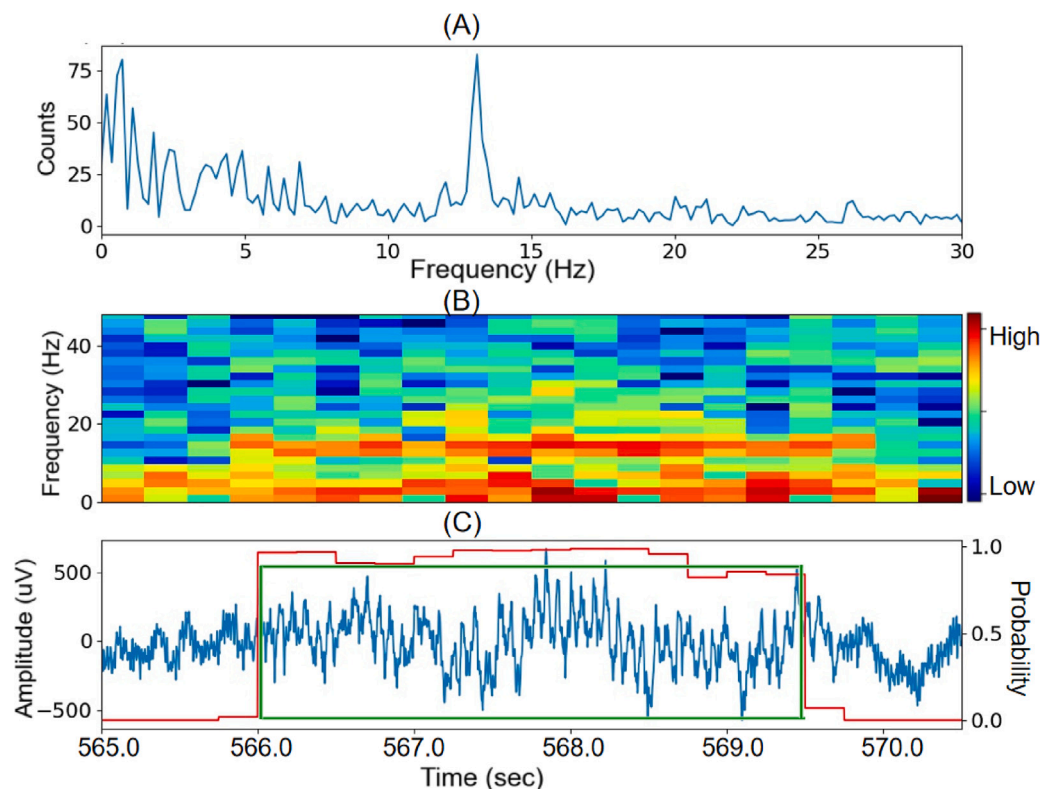 (A)
75
50
25
0
Counts
0 5 10 15 20 25 30
Frequency (Hz)
(B)
40
20
0
Frequency (Hz)
High
Low
(C)
500
0
−500
Amplitude (uV)
1.0
0.5
0.0
Probability
565.0 566.0 567.0 568.0 569.0 570.0
Time (sec)